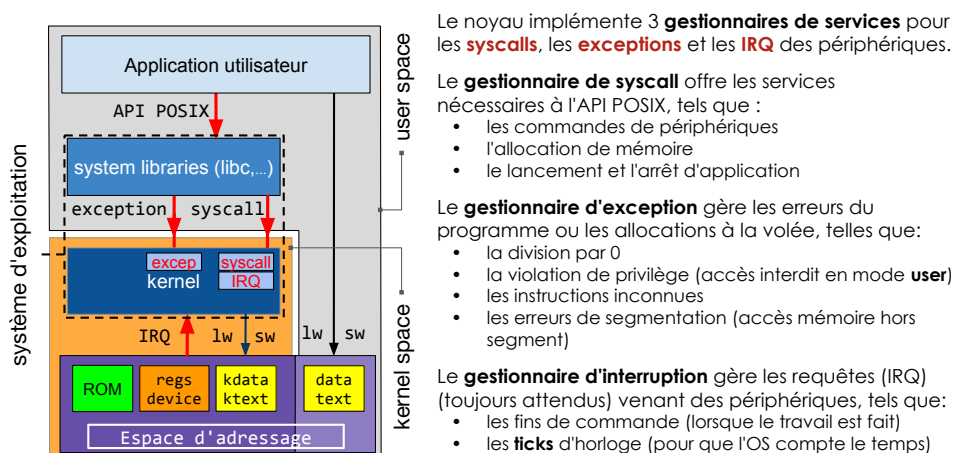 Application utilisateur
API POSIX
system libraries (libc,...)
exception syscall
excep syscall
kernel IRQ
IRQ lw sw lw sw
ROM
regs device
kdata ktext
data text
Espace d'adressage
système d'exploitation
user space
kernel space
Le noyau implémente 3 gestionnaires de services pour
les syscalls, les exceptions et les IRQ des périphériques.
Le gestionnaire de syscall offre les services
nécessaires à l'API POSIX, tels que :
• les commandes de périphériques
• l'allocation de mémoire
• le lancement et l'arrêt d'application
Le gestionnaire d'exception gère les erreurs du
programme ou les allocations à la volée, telles que:
• la division par 0
• la violation de privilège (accès interdit en mode user)
• les instructions inconnues
• les erreurs de segmentation (accès mémoire hors
segment)
Le gestionnaire d'interruption gère les requêtes (IRQ)
(toujours attendus) venant des périphériques, tels que:
• les fins de commande (lorsque le travail est fait)
• les ticks d'horloge (pour que l'OS compte le temps)